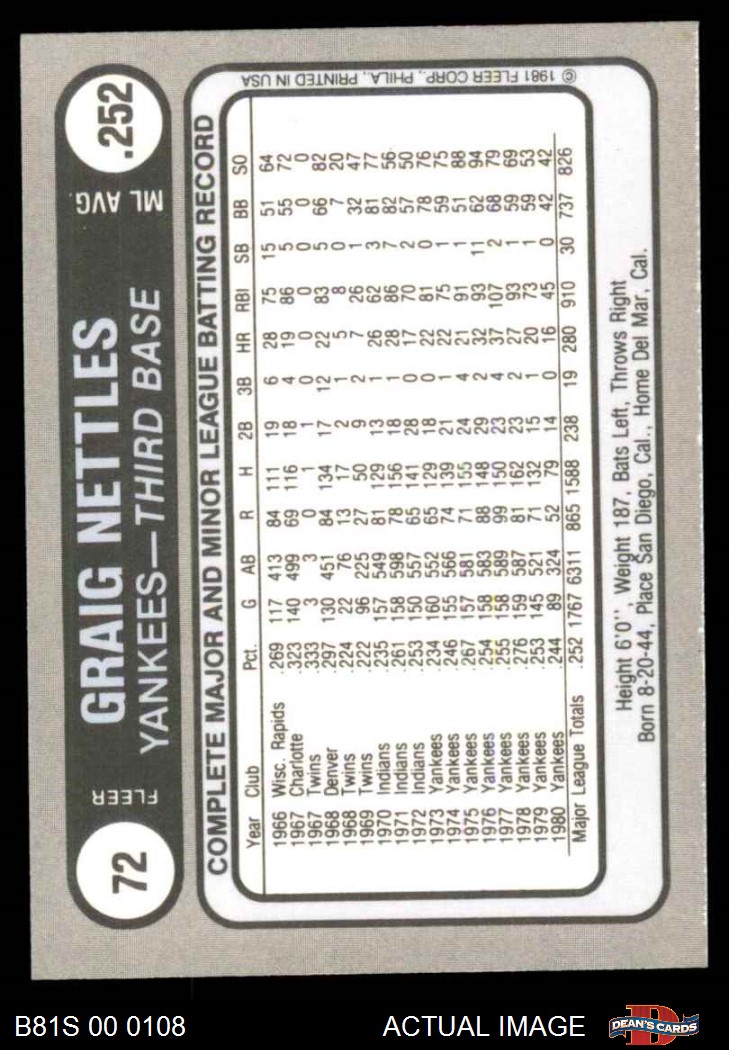 72
FLEER
GRAIG NETTLES
YANKEES—THIRD BASE
ML AVG.
.252
COMPLETE MAJOR AND MINOR LEAGUE BATTING RECORD
Year Club Pct. G AB R H 2B 3B HR RBI SB BB SO
1966 Wisc. Rapids .269 117 413 84 111 19 6 28 75 15 51 64
1967 Charlotte .323 140 499 69 116 18 4 19 86 5 55 72
1967 Twins .333 3 3 0 1 1 0 0 0 0 0 0
1968 Denver .297 130 451 84 134 17 12 22 83 5 66 82
1968 Twins .224 22 76 13 17 2 1 5 8 0 7 20
1969 Twins .222 96 225 27 50 9 2 7 26 1 32 47
1970 Indians .235 157 549 81 129 13 1 26 62 3 81 77
1971 Indians .261 158 598 78 156 18 1 28 86 7 82 56
1972 Indians .253 150 557 65 141 28 0 17 70 2 57 50
1973 Yankees .234 160 552 65 129 18 0 22 81 0 78 76
1974 Yankees .246 155 566 74 139 21 1 22 75 1 59 75
1975 Yankees .267 157 581 71 155 24 4 21 91 1 51 88
1976 Yankees .254 158 583 88 148 29 2 32 93 11 62 94
1977 Yankees .255 158 589 99 150 23 4 37 107 2 68 79
1978 Yankees .276 159 587 81 162 23 2 27 93 1 59 69
1979 Yankees .253 145 521 71 132 15 1 20 73 1 59 53
1980 Yankees .244 89 324 52 79 14 0 16 45 0 42 42
Major League Totals .252 1767 6311 865 1588 238 19 280 910 30 737 826
© 1981 FLEER CORP., PHILA., PRINTED IN USA
Height 6'0'', Weight 187, Bats Left, Throws Right
Born 8-20-44, Place San Diego, Cal., Home Del Mar, Cal.
B81S 00 0108
ACTUAL IMAGE
DEAN'S CARDS